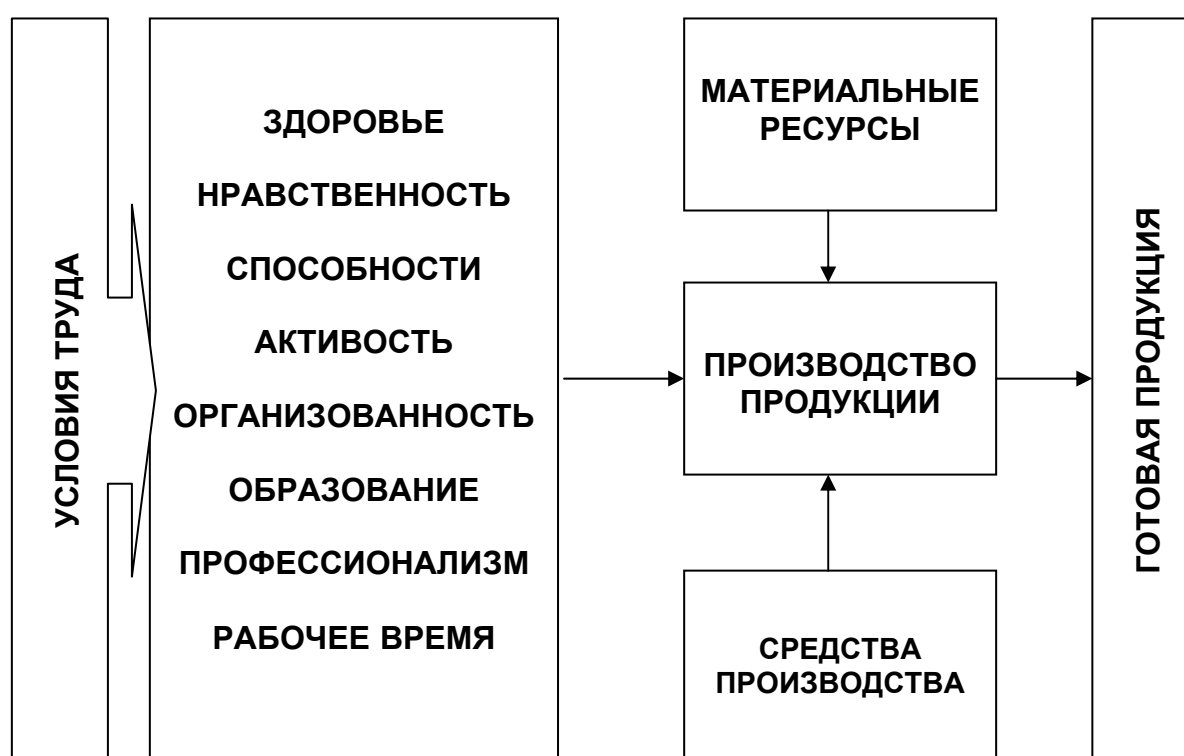 УСЛОВИЯ ТРУДА
ЗДОРОВЬЕ
НРАВСТВЕННОСТЬ
СПОСОБНОСТИ
АКТИВОСТЬ
ОРГАНИЗОВАННОСТЬ
ОБРАЗОВАНИЕ
ПРОФЕССИОНАЛИЗМ
РАБОЧЕЕ ВРЕМЯ
МАТЕРИАЛЬНЫЕ
РЕСУРСЫ
ПРОИЗВОДСТВО
ПРОДУКЦИИ
СРЕДСТВА
ПРОИЗВОДСТВА
ГОТОВАЯ ПРОДУКЦИЯ